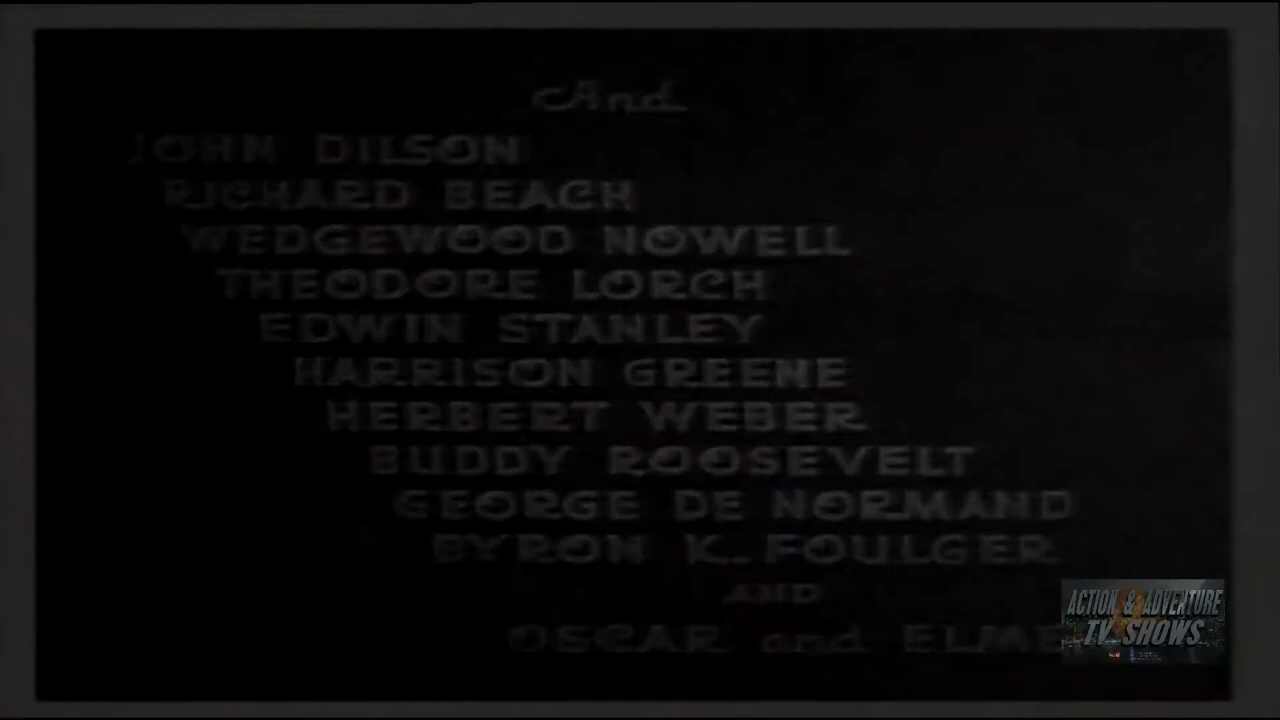 And
JOHN DILSON
RICHARD BEACH
WEDGEWOOD NOWELL
THEODORE LORCH
EDWIN STANLEY
HARRISON GREENE
HERBERT WEBER
BUDDY ROOSEVELT
GEORGE DE NORMAND
BYRON K. FOULGER
AND
OSCAR and ELME
ACTION & ADVENTURE
TV SHOWS